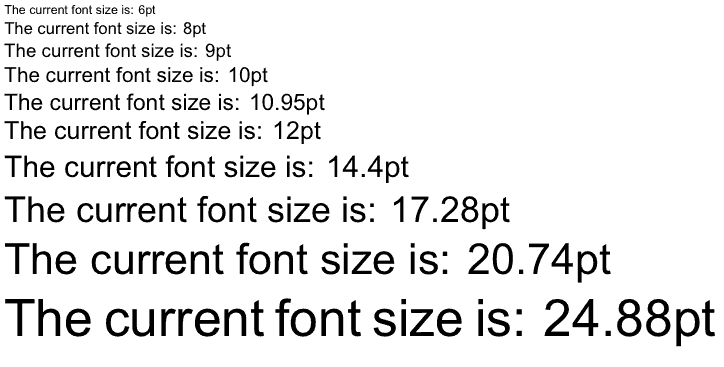 The current font size is: 6pt
The current font size is: 8pt
The current font size is: 9pt
The current font size is: 10pt
The current font size is: 10.95pt
The current font size is: 12pt
The current font size is: 14.4pt
The current font size is: 17.28pt
The current font size is: 20.74pt
The current font size is: 24.88pt